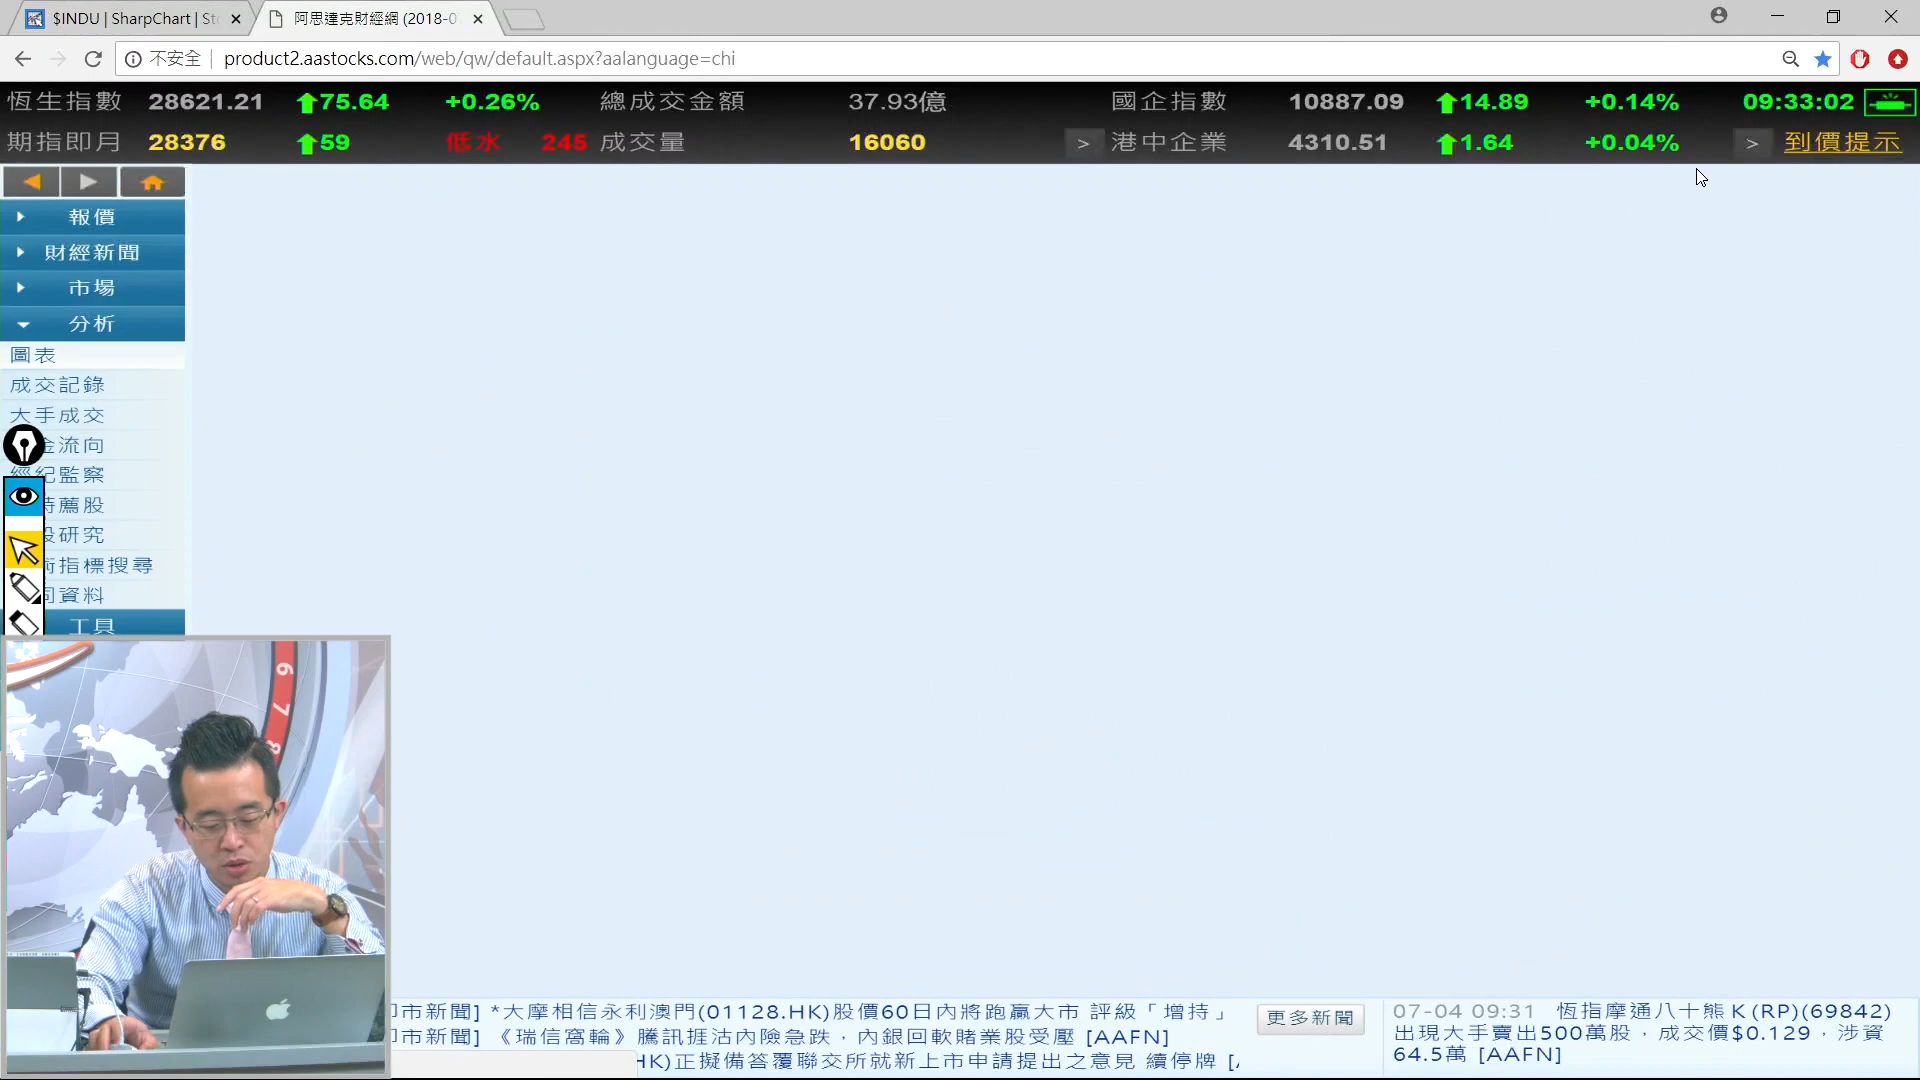 $INDU | SharpChart | St
阿思達克財經網 (2018-0
不安全 product2.aastocks.com/web/qw/default.aspx?aalanguage=chi
恆生指數 28621.21 75.64 +0.26% 總成交金額 37.93億 國企指數 10887.09 14.89 +0.14% 09:33:02
期指即月 28376 59 低水 245 成交量 16060 > 港中企業 4310.51 1.64 +0.04% > 到價提示
報價
財經新聞
市場
分析
圖表
成交記錄
大手成交
金流向
經紀監察
薦股
研究
指標搜尋
資料
工具
6
7
8
市新聞] *大摩相信永利澳門(01128.HK)股價60日內將跑贏大市 評級「增持」
市新聞] 《瑞信窩輪》騰訊捱沽內險急跌，內銀回軟賭業股受壓 [AAFN]
HK)正擬備答覆聯交所就新上市申請提出之意見 續停牌 [
更多新聞
07-04 09:31 恆指摩通八十熊Ｋ(RP)(69842)
出現大手賣出500萬股，成交價$0.129，涉資
64.5萬 [AAFN]